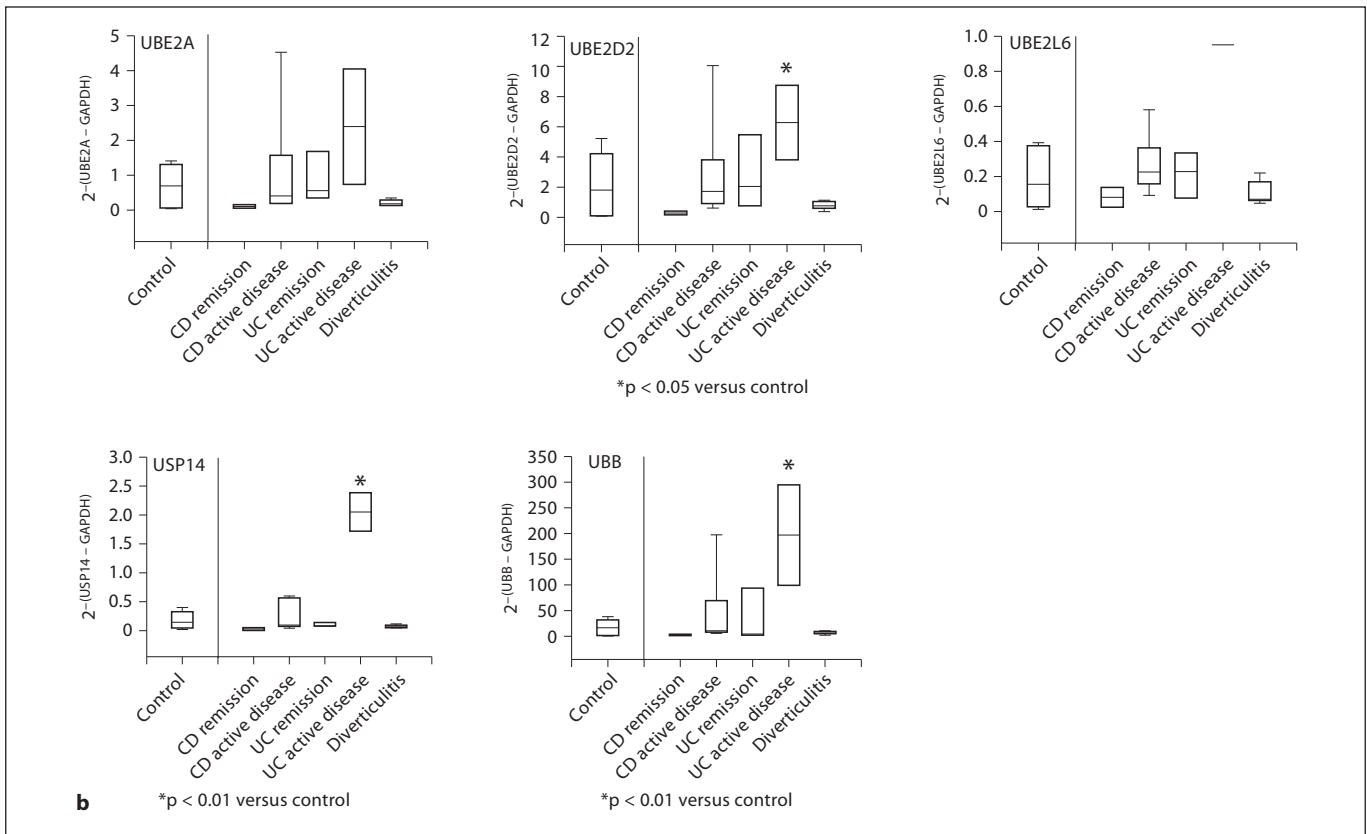 UBE2A
5
4
3
2
1
0
2–(UBE2A – GAPDH)
Control
CD remission
CD active disease
UC remission
UC active disease
Diverticulitis
UBE2D2
12
10
8
6
4
2
0
2–(UBE2D2 – GAPDH)
*
Control
CD remission
CD active disease
UC remission
UC active disease
Diverticulitis
*p < 0.05 versus control
UBE2L6
1.0
0.8
0.6
0.4
0.2
0
2–(UBE2L6 – GAPDH)
Control
CD remission
CD active disease
UC remission
UC active disease
Diverticulitis
USP14
3.0
2.5
2.0
1.5
1.0
0.5
0
2–(USP14 – GAPDH)
*
Control
CD remission
CD active disease
UC remission
UC active disease
Diverticulitis
*p < 0.01 versus control
UBB
350
300
250
200
150
100
50
0
2–(UBB – GAPDH)
*
Control
CD remission
CD active disease
UC remission
UC active disease
Diverticulitis
*p < 0.01 versus control
b